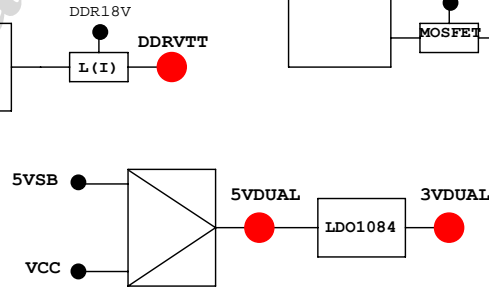 DDR18V
DDRVTT
L(I)
MOSFET
5VSB
5VDUAL
3VDUAL
LDO1084
VCC